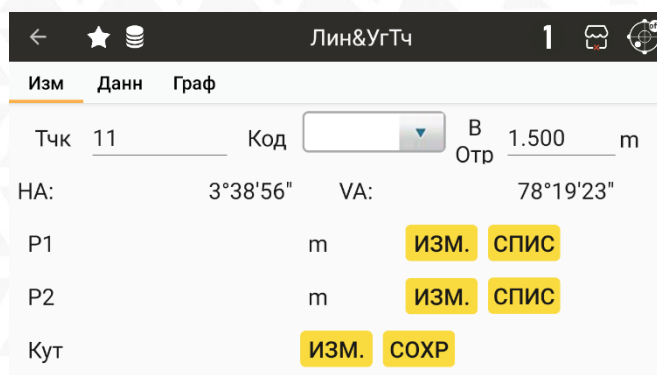 Лин&УгТч 1 off
Изм Данн Граф
Тчк 11 Код В Отр 1.500 m
HA: 3°38'56" VA: 78°19'23"
P1 m ИЗМ. СПИС
P2 m ИЗМ. СПИС
Кут ИЗМ. СОХР